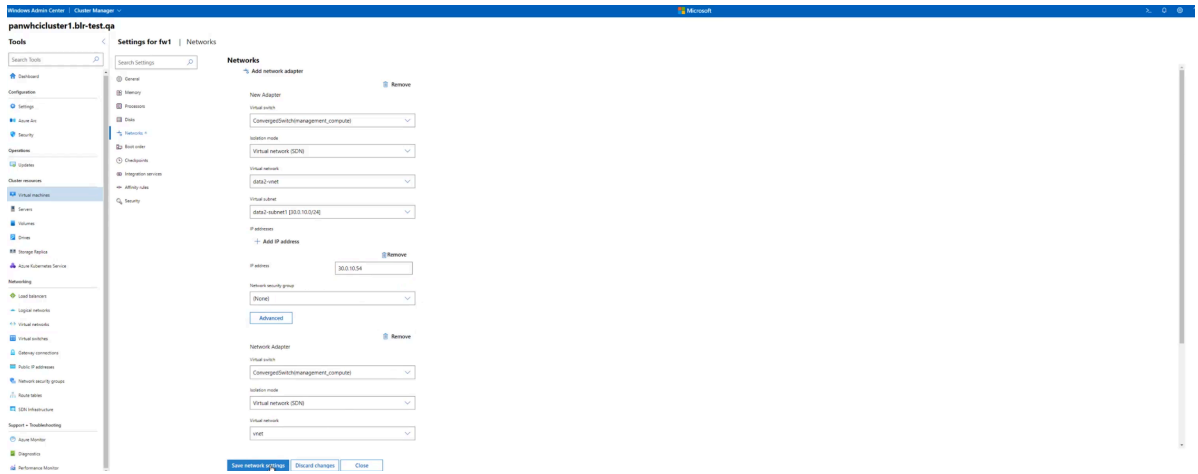 Windows Admin Center | Cluster Manager
Microsoft
panwhcicluster1.blr-test.qa
Tools
Search Tools
Dashboard
Configuration
Settings
Azure Arc
Security
Operations
Updates
Cluster resources
Virtual machines
Servers
Volumes
Drives
Storage Replica
Azure Kubernetes Service
Networking
Load balancers
Logical networks
Virtual networks
Virtual switches
Gateway connections
Public IP addresses
Network security groups
Route tables
SDN Infrastructure
Support + Troubleshooting
Azure Monitor
Diagnostics
Performance Monitor
Settings for fw1 | Networks
Search Settings
General
Memory
Processors
Disks
Networks *
Boot order
Checkpoints
Integration services
Affinity rules
Security
Networks
Add network adapter
Remove
New Adapter
Virtual switch
ConvergedSwitch(management_compute)
Isolation mode
Virtual network (SDN)
Virtual network
data2-vnet
Virtual subnet
data2-subnet1 [30.0.10.0/24]
IP addresses
+ Add IP address
Remove
IP address
30.0.10.54
Network security group
(None)
Advanced
Remove
Network Adapter
Virtual switch
ConvergedSwitch(management_compute)
Isolation mode
Virtual network (SDN)
Virtual network
vnet
Save network settings
Discard changes
Close